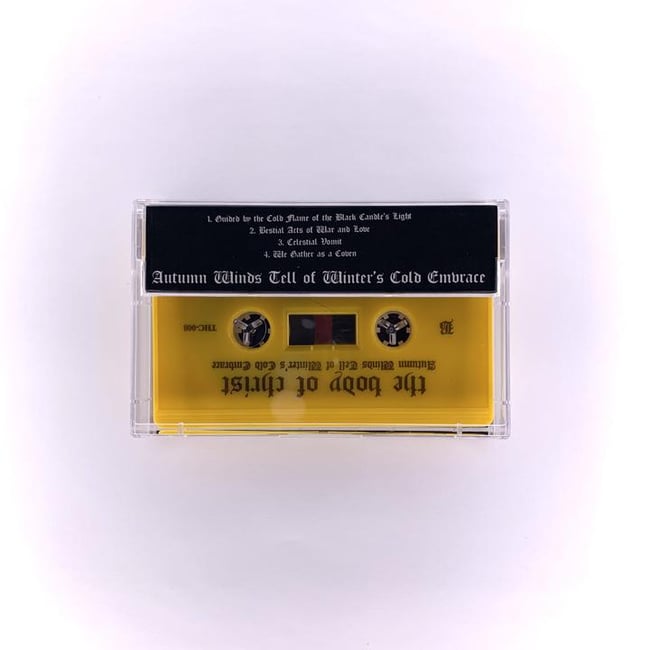 1. Guided by the Cold Flame of the Black Candle's Light
2. Bestial Acts of War and Love
3. Celestial Vomit
4. We Gather as a Coven
Autumn Winds Tell of Winter's Cold Embrace
THC-008
B
the body of christ
Autumn Winds Tell of Winter's Cold Embrace